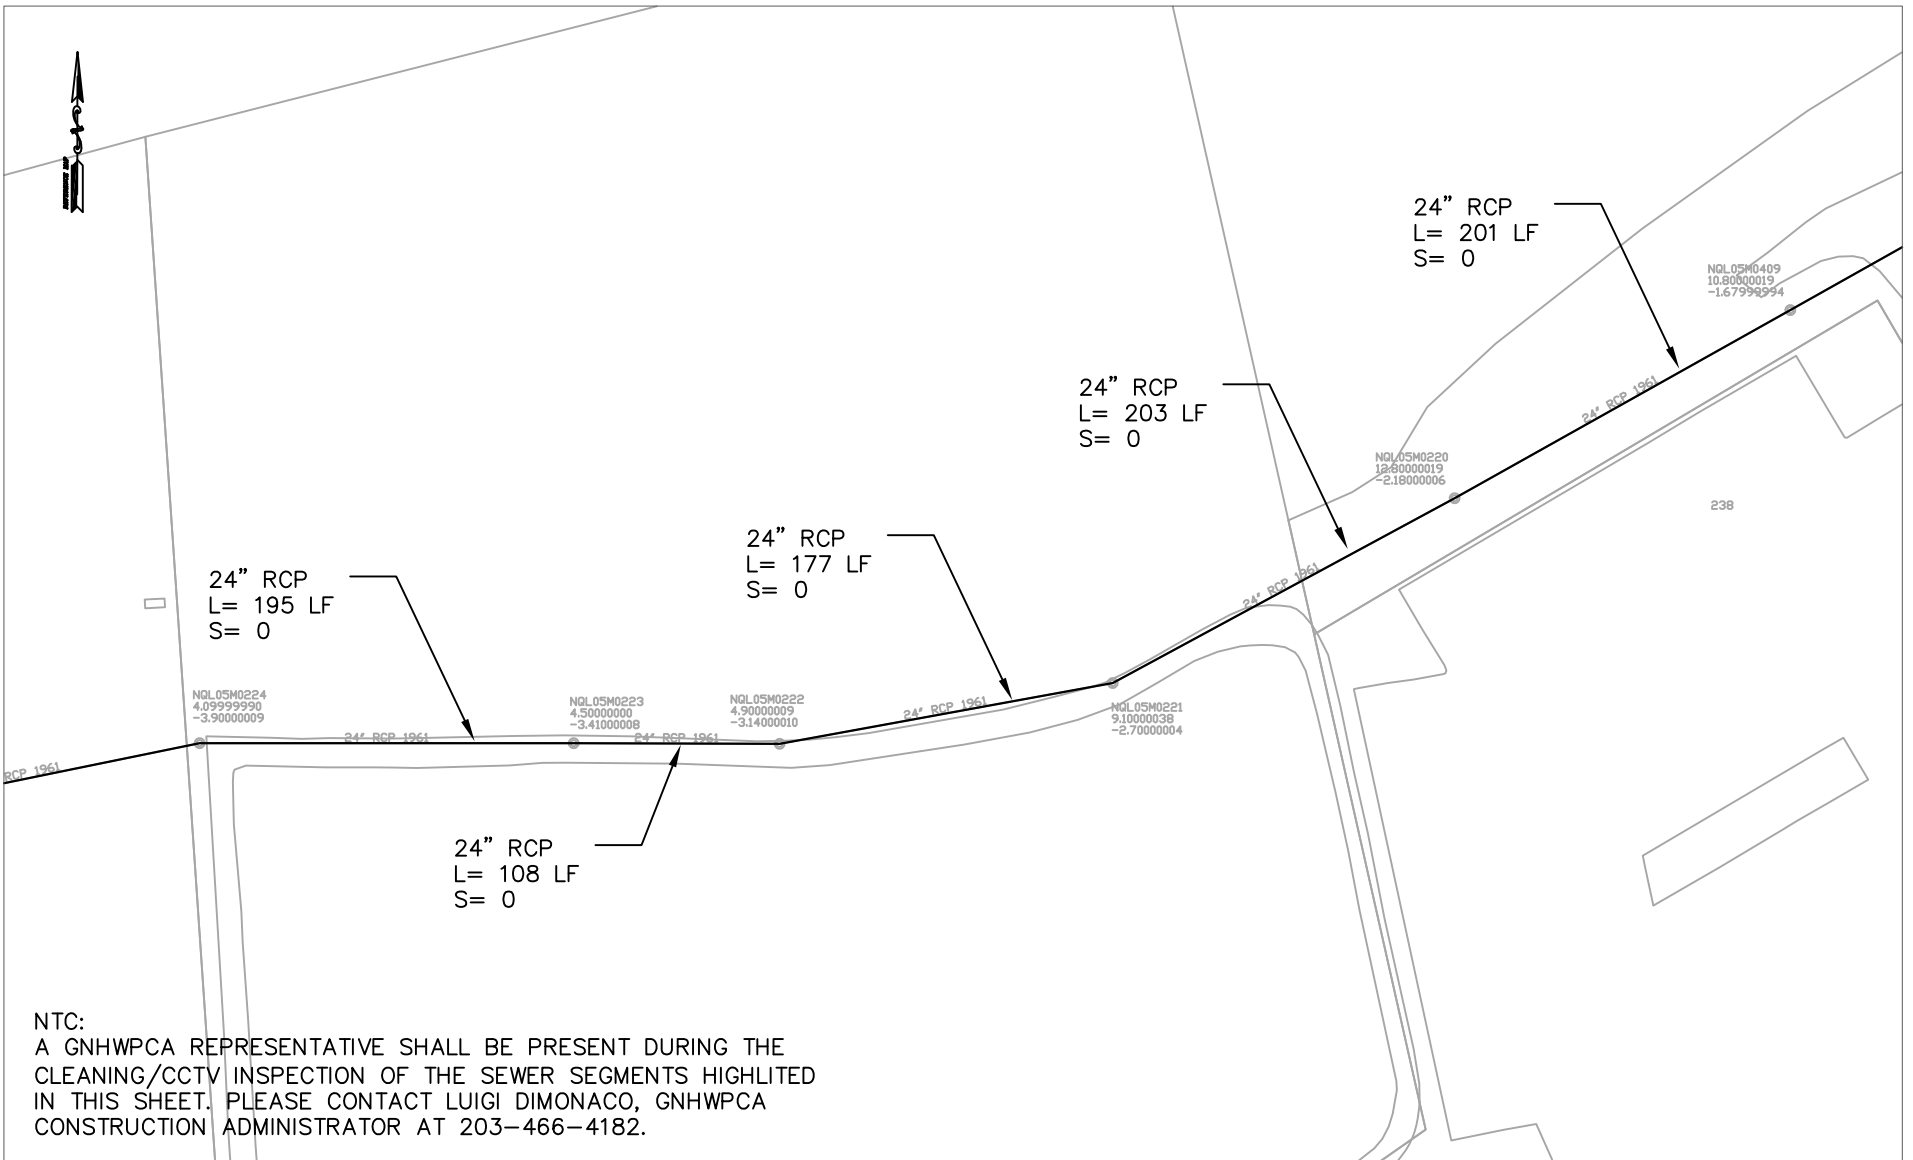 24” RCP
L= 201 LF
S= 0
NQL05M0409
10.80000019
-1.67999994
24” RCP
L= 203 LF
S= 0
24" RCP 1961
NQL05M0220
12.80000019
-2.18000006
238
24” RCP
L= 177 LF
S= 0
24" RCP 1961
24” RCP
L= 195 LF
S= 0
NQL05M0224
4.09999990
-3.90000009
NQL05M0223
4.50000000
-3.41000008
NQL05M0222
4.90000009
-3.14000010
24" RCP 1961
NQL05M0221
9.10000038
-2.70000004
24" RCP 1961
24" RCP 1961
RCP 1961
24” RCP
L= 108 LF
S= 0
NTC:
A GNHWPCA REPRESENTATIVE SHALL BE PRESENT DURING THE
CLEANING/CCTV INSPECTION OF THE SEWER SEGMENTS HIGHLITED
IN THIS SHEET. PLEASE CONTACT LUIGI DIMONACO, GNHWPCA
CONSTRUCTION ADMINISTRATOR AT 203-466-4182.